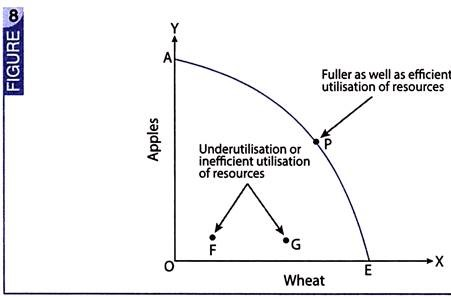 FIGURE 8
Y
A
Fuller as well as efficient
utilisation of resources
P
Apples
Underutilisation or
inefficient utilisation
of resources
F
G
O
E
X
Wheat